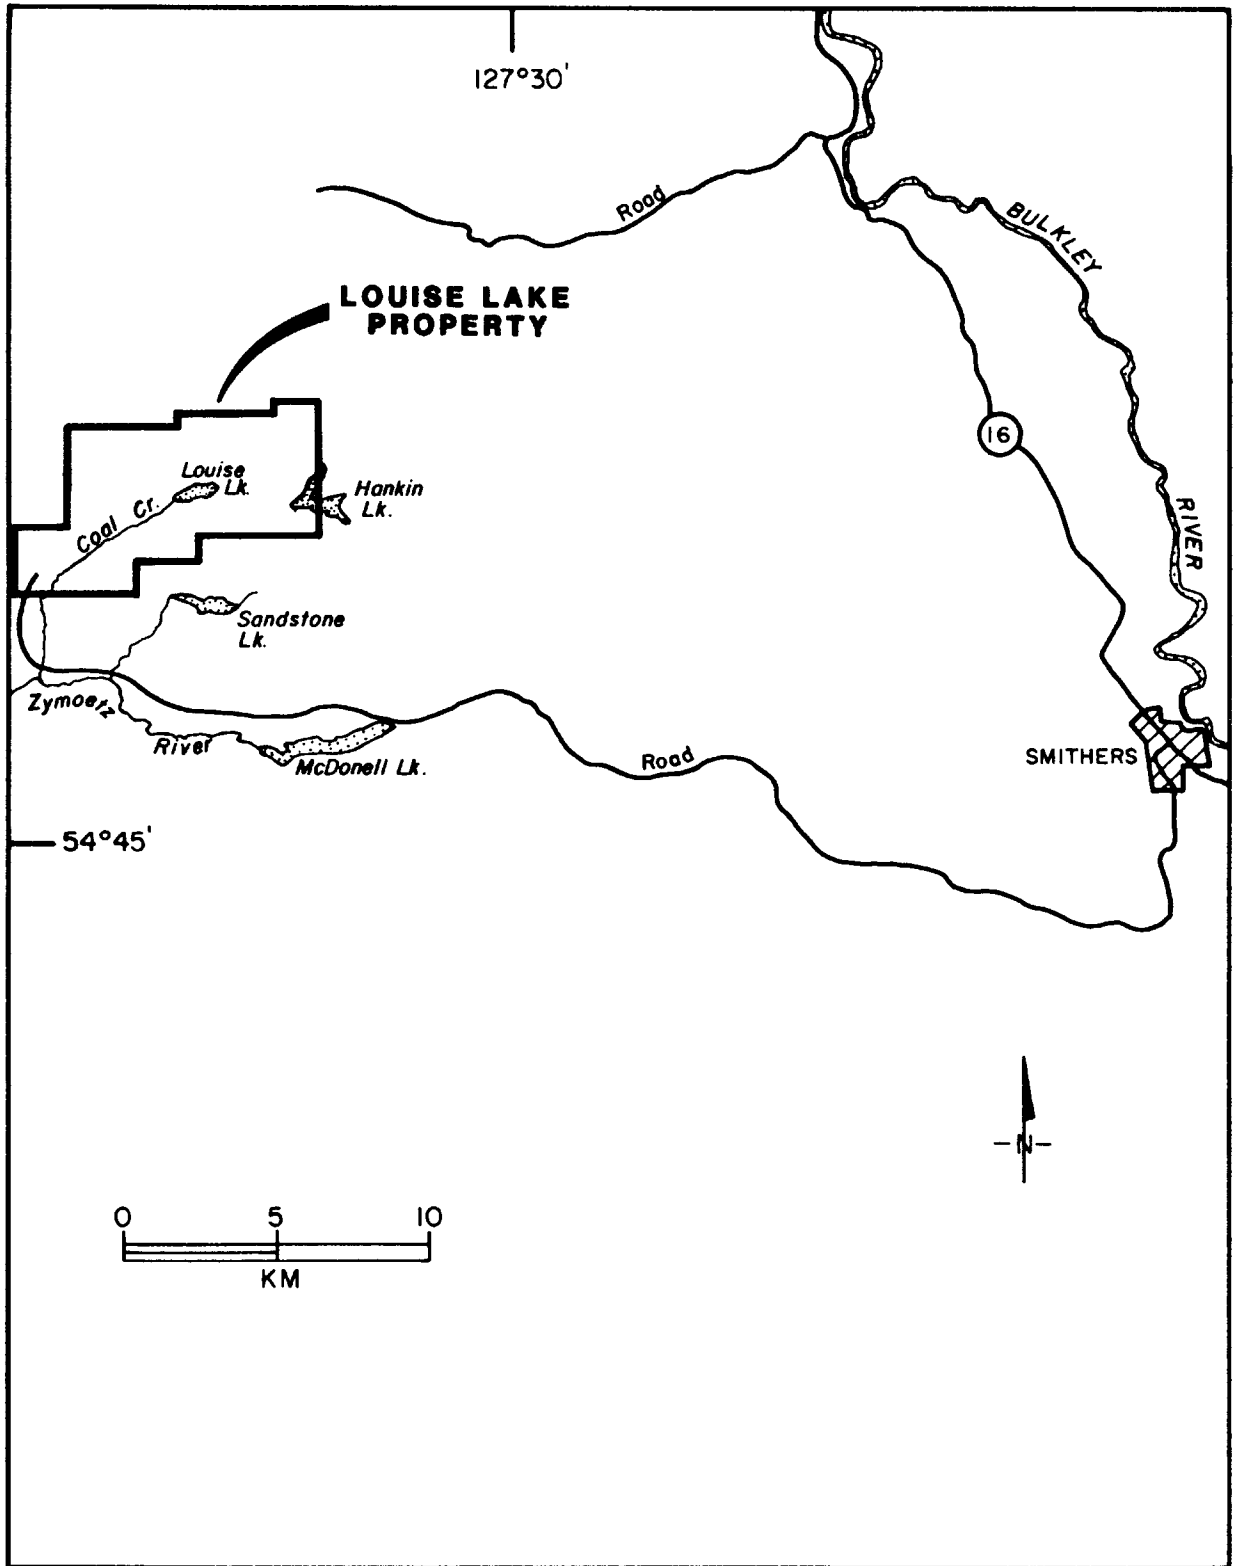 127°30'
Road
BULKLEY
LOUISE LAKE
PROPERTY
16
Louise
Lk.
Hankin
Lk.
Coal Cr.
RIVER
Sandstone
Lk.
Zymoetz
River
McDonell Lk.
Road
SMITHERS
54°45'
-N-
0 5 10
KM